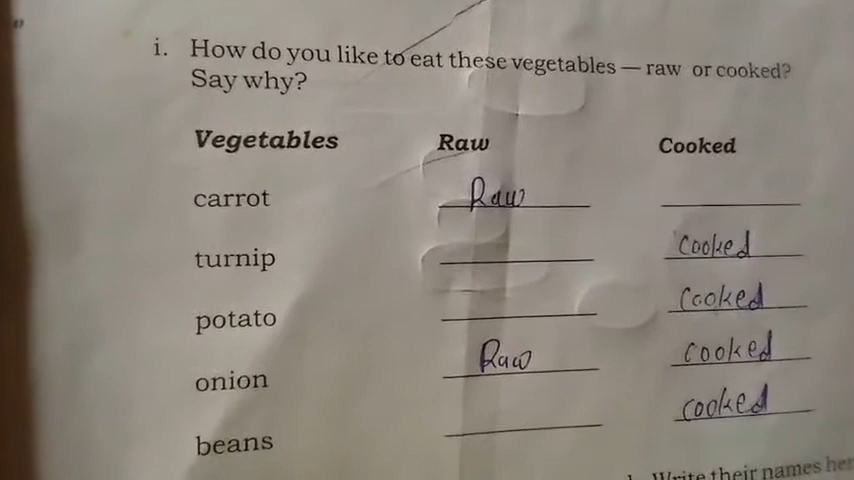 i. How do you like to eat these vegetables — raw or cooked?
Say why?
Vegetables Raw Cooked
carrot Raw
turnip cooked
potato cooked
onion Raw cooked
beans cooked
Write their names